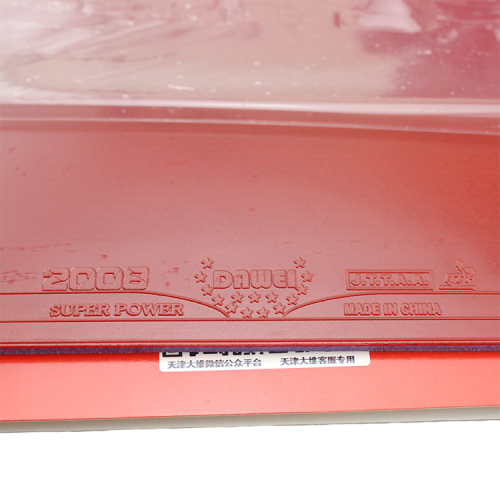 2008 DAWEI J.T.T.A.A.
SUPER POWER MADE IN CHINA
天津大维微信公众平台 天津大维客服专用